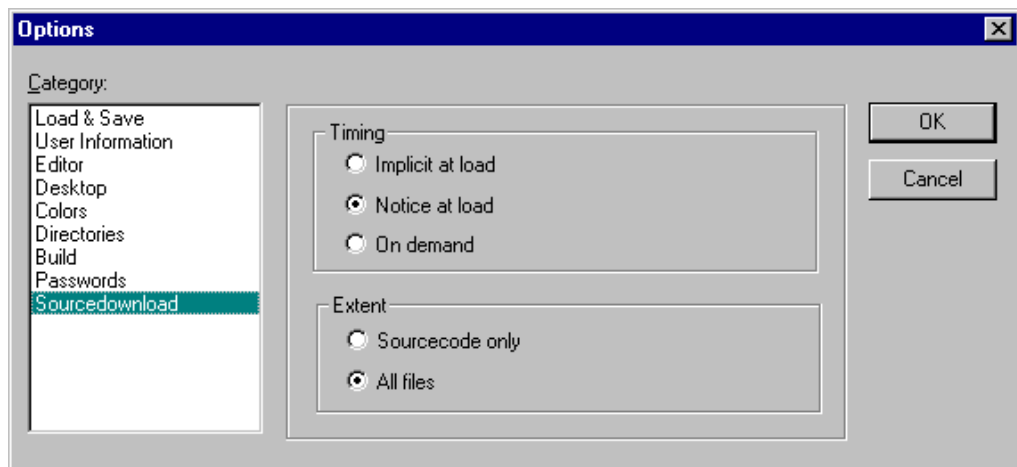 Options
Category:
Load & Save
User Information
Editor
Desktop
Colors
Directories
Build
Passwords
Sourcedownload
Timing
Implicit at load
Notice at load
On demand
Extent
Sourcecode only
All files
OK
Cancel